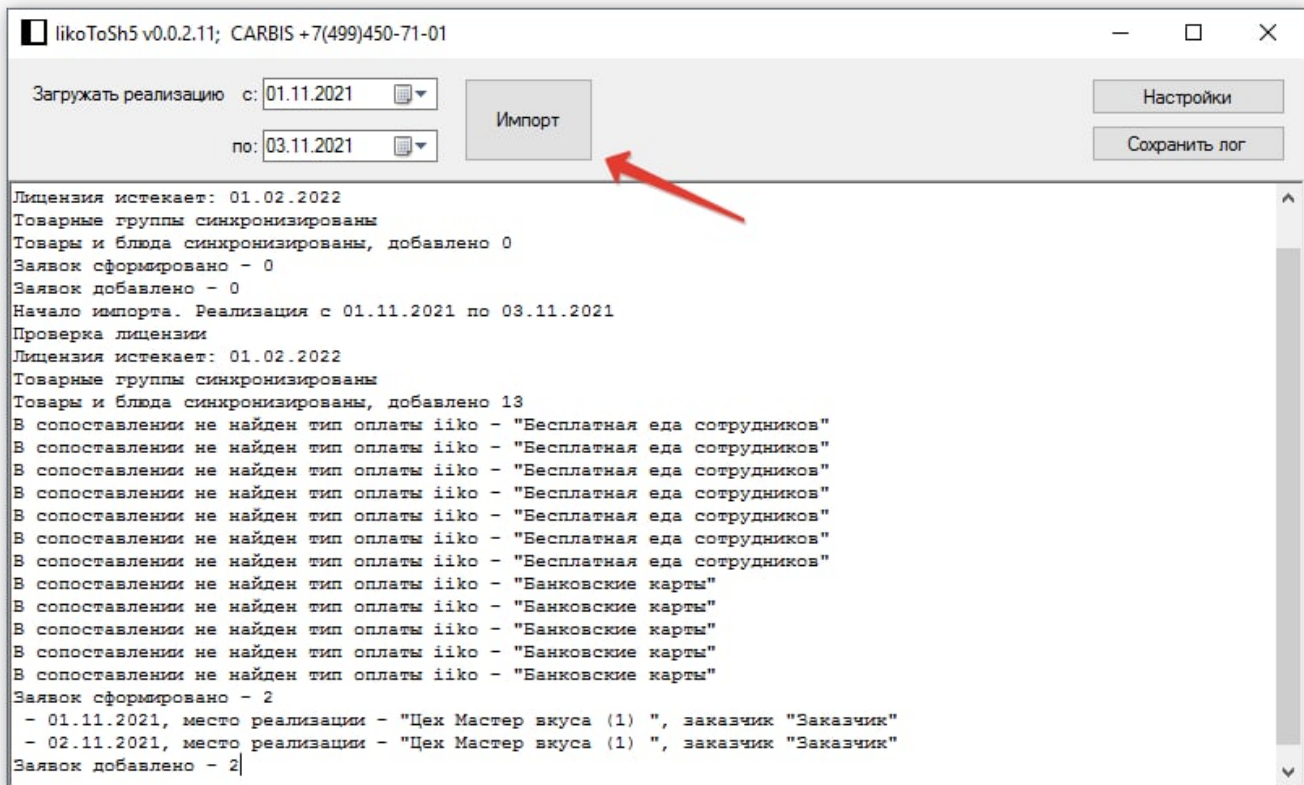 IikoToSh5 v0.0.2.11; CARBIS +7(499)450-71-01
Загружать реализацию с: 01.11.2021
по: 03.11.2021
Импорт
Настройки
Сохранить лог
Лицензия истекает: 01.02.2022
Товарные группы синхронизированы
Товары и блюда синхронизированы, добавлено 0
Заявок сформировано - 0
Заявок добавлено - 0
Начало импорта. Реализация с 01.11.2021 по 03.11.2021
Проверка лицензии
Лицензия истекает: 01.02.2022
Товарные группы синхронизированы
Товары и блюда синхронизированы, добавлено 13
В сопоставлении не найден тип оплаты iiko - "Бесплатная еда сотрудников"
В сопоставлении не найден тип оплаты iiko - "Бесплатная еда сотрудников"
В сопоставлении не найден тип оплаты iiko - "Бесплатная еда сотрудников"
В сопоставлении не найден тип оплаты iiko - "Бесплатная еда сотрудников"
В сопоставлении не найден тип оплаты iiko - "Бесплатная еда сотрудников"
В сопоставлении не найден тип оплаты iiko - "Бесплатная еда сотрудников"
В сопоставлении не найден тип оплаты iiko - "Бесплатная еда сотрудников"
В сопоставлении не найден тип оплаты iiko - "Банковские карты"
В сопоставлении не найден тип оплаты iiko - "Банковские карты"
В сопоставлении не найден тип оплаты iiko - "Банковские карты"
В сопоставлении не найден тип оплаты iiko - "Банковские карты"
В сопоставлении не найден тип оплаты iiko - "Банковские карты"
Заявок сформировано - 2
- 01.11.2021, место реализации - "Цех Мастер вкуса (1) ", заказчик "Заказчик"
- 02.11.2021, место реализации - "Цех Мастер вкуса (1) ", заказчик "Заказчик"
Заявок добавлено - 2